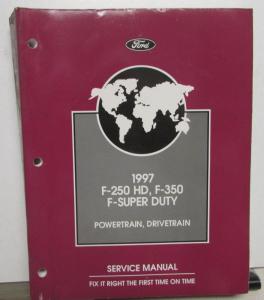 Ford
1997
F-250 HD, F-350
F-SUPER DUTY
POWERTRAIN, DRIVETRAIN
SERVICE MANUAL
FIX IT RIGHT THE FIRST TIME ON TIME